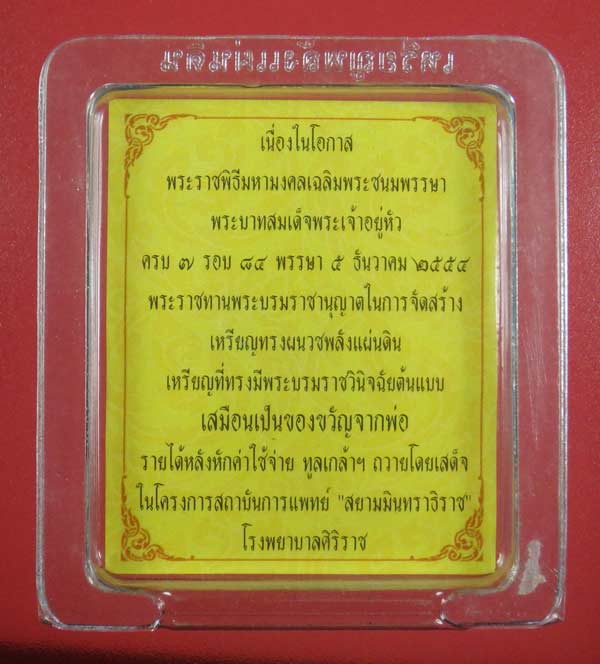 เหรียญพลังแผ่นดิน
เนื่องในโอกาส
พระราชพิธีมหามงคลเฉลิมพระชนมพรรษา
พระบาทสมเด็จพระเจ้าอยู่หัว
ครบ ๗ รอบ ๘๔ พรรษา ๕ ธันวาคม ๒๕๕๔
พระราชทานพระบรมราชานุญาตในการจัดสร้าง
เหรียญทรงผนวชพลังแผ่นดิน
เหรียญที่ทรงมีพระบรมราชวินิจฉัยต้นแบบ
เสมือนเป็นของขวัญจากพ่อ
รายได้หลังหักค่าใช้จ่าย ทูลเกล้าฯ ถวายโดยเสด็จ
ในโครงการสถาบันการแพทย์ "สยามมินทราธิราช"
โรงพยาบาลศิริราช